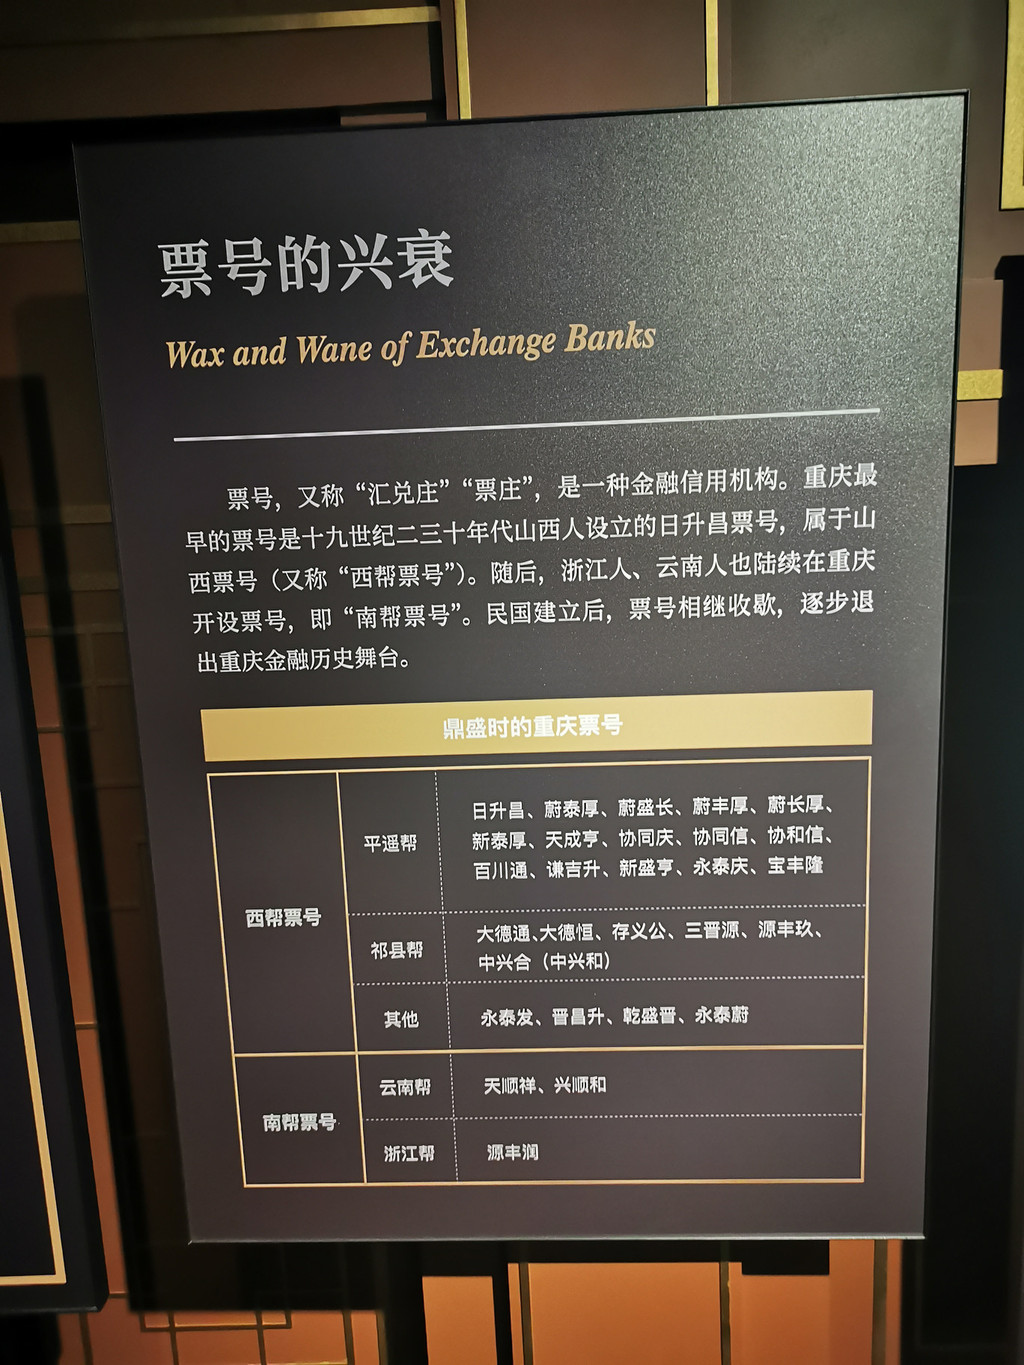 票号的兴衰
Wax and Wane of Exchange Banks
票号，又称“汇兑庄”“票庄”，是一种金融信用机构。重庆最
早的票号是十九世纪二三十年代山西人设立的日升昌票号，属于山
西票号（又称“西帮票号”）。随后，浙江人、云南人也陆续在重庆
开设票号，即“南帮票号”。民国建立后，票号相继收歇，逐步退
出重庆金融历史舞台。
鼎盛时的重庆票号
西帮票号
平遥帮
日升昌、蔚泰厚、蔚盛长、蔚丰厚、蔚长厚、
新泰厚、天成亨、协同庆、协同信、协和信、
百川通、谦吉升、新盛亨、永泰庆、宝丰隆
祁县帮
大德通、大德恒、存义公、三晋源、源丰玖、
中兴合（中兴和）
其他
永泰发、晋昌升、乾盛晋、永泰蔚
南帮票号
云南帮
天顺祥、兴顺和
浙江帮
源丰润